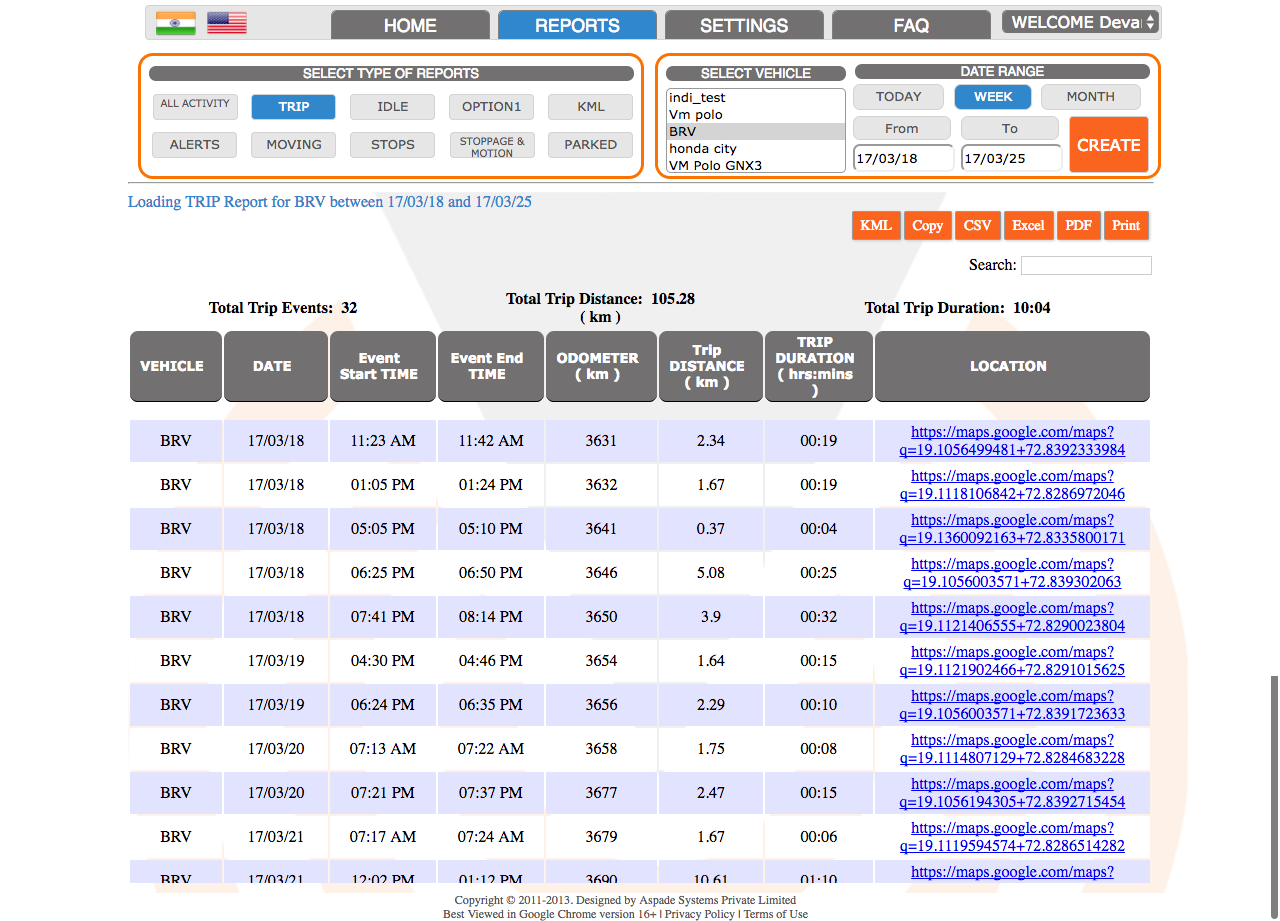 HOME REPORTS SETTINGS FAQ WELCOME Deva
SELECT TYPE OF REPORTS
ALL ACTIVITY TRIP IDLE OPTION1 KML
ALERTS MOVING STOPS STOPPAGE & MOTION PARKED
SELECT VEHICLE
indi_test
Vm polo
BRV
honda city
VM Polo GNX3
DATE RANGE
TODAY WEEK MONTH
From To
17/03/18 17/03/25
CREATE
Loading TRIP Report for BRV between 17/03/18 and 17/03/25
KML Copy CSV Excel PDF Print
Search:
Total Trip Events: 32 Total Trip Distance: 105.28 ( km ) Total Trip Duration: 10:04
VEHICLE DATE Event Start TIME Event End TIME ODOMETER ( km ) Trip DISTANCE ( km ) TRIP DURATION ( hrs:mins ) LOCATION
BRV 17/03/18 11:23 AM 11:42 AM 3631 2.34 00:19 https://maps.google.com/maps?
q=19.1056499481+72.8392333984
BRV 17/03/18 01:05 PM 01:24 PM 3632 1.67 00:19 https://maps.google.com/maps?
q=19.1118106842+72.8286972046
BRV 17/03/18 05:05 PM 05:10 PM 3641 0.37 00:04 https://maps.google.com/maps?
q=19.1360092163+72.8335800171
BRV 17/03/18 06:25 PM 06:50 PM 3646 5.08 00:25 https://maps.google.com/maps?
q=19.1056003571+72.839302063
BRV 17/03/18 07:41 PM 08:14 PM 3650 3.9 00:32 https://maps.google.com/maps?
q=19.1121406555+72.8290023804
BRV 17/03/19 04:30 PM 04:46 PM 3654 1.64 00:15 https://maps.google.com/maps?
q=19.1121902466+72.8291015625
BRV 17/03/19 06:24 PM 06:35 PM 3656 2.29 00:10 https://maps.google.com/maps?
q=19.1056003571+72.8391723633
BRV 17/03/20 07:13 AM 07:22 AM 3658 1.75 00:08 https://maps.google.com/maps?
q=19.1114807129+72.8284683228
BRV 17/03/20 07:21 PM 07:37 PM 3677 2.47 00:15 https://maps.google.com/maps?
q=19.1056194305+72.8392715454
BRV 17/03/21 07:17 AM 07:24 AM 3679 1.67 00:06 https://maps.google.com/maps?
q=19.1119594574+72.8286514282
BRV 17/03/21 12:02 PM 01:12 PM 3690 10.61 01:10 https://maps.google.com/maps?
Copyright © 2011-2013. Designed by Aspade Systems Private Limited
Best Viewed in Google Chrome version 16+ | Privacy Policy | Terms of Use